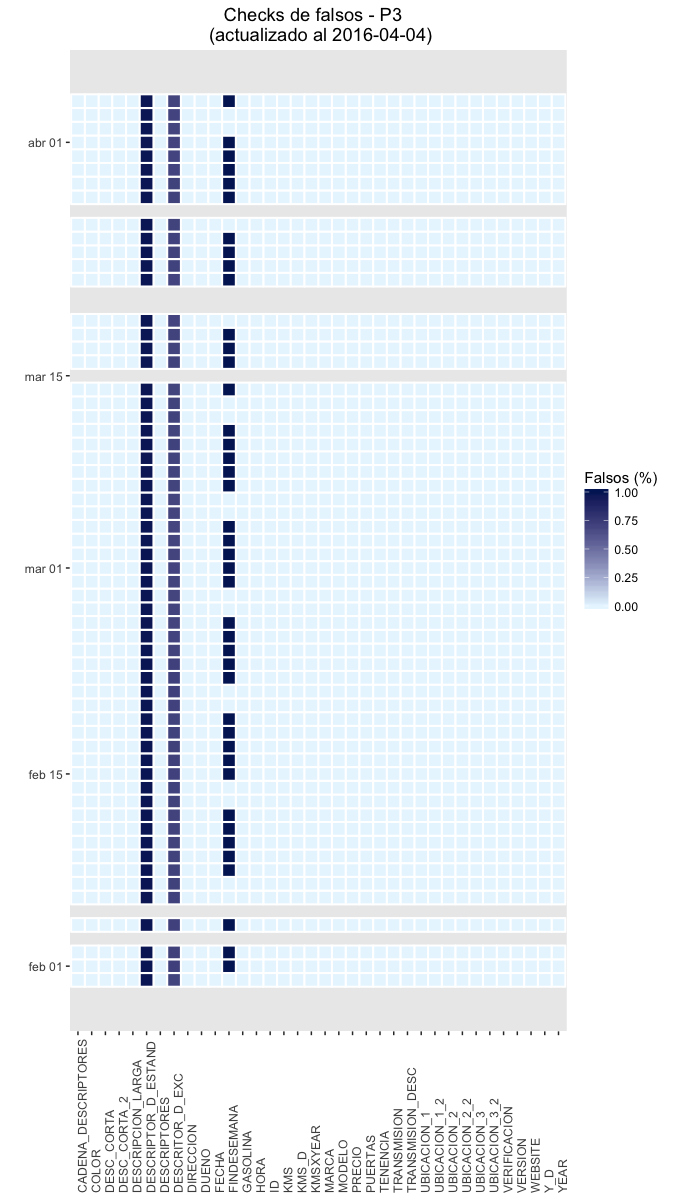 Checks de falsos - P3
(actualizado al 2016-04-04)
abr 01
mar 15
mar 01
feb 15
feb 01
Falsos (%)
1.00
0.75
0.50
0.25
0.00
CADENA_DESCRIPTORES
COLOR
DESC_CORTA
DESC_CORTA_2
DESCRIPCION_LARGA
DESCRIPTOR_D_ESTAND
DESCRIPTORES
DESCRITOR_D_EXC
DIRECCION
DUENO
FECHA
FINDESEMANA
GASOLINA
HORA
ID
KMS
KMS_D
KMSXYEAR
MARCA
MODELO
PRECIO
PUERTAS
TENENCIA
TRANSMISION
TRANSMISION_DESC
UBICACION_1
UBICACION_1_2
UBICACION_2
UBICACION_2_2
UBICACION_3
UBICACION_3_2
VERIFICACION
VERSION
WEBSITE
Y_D
YEAR